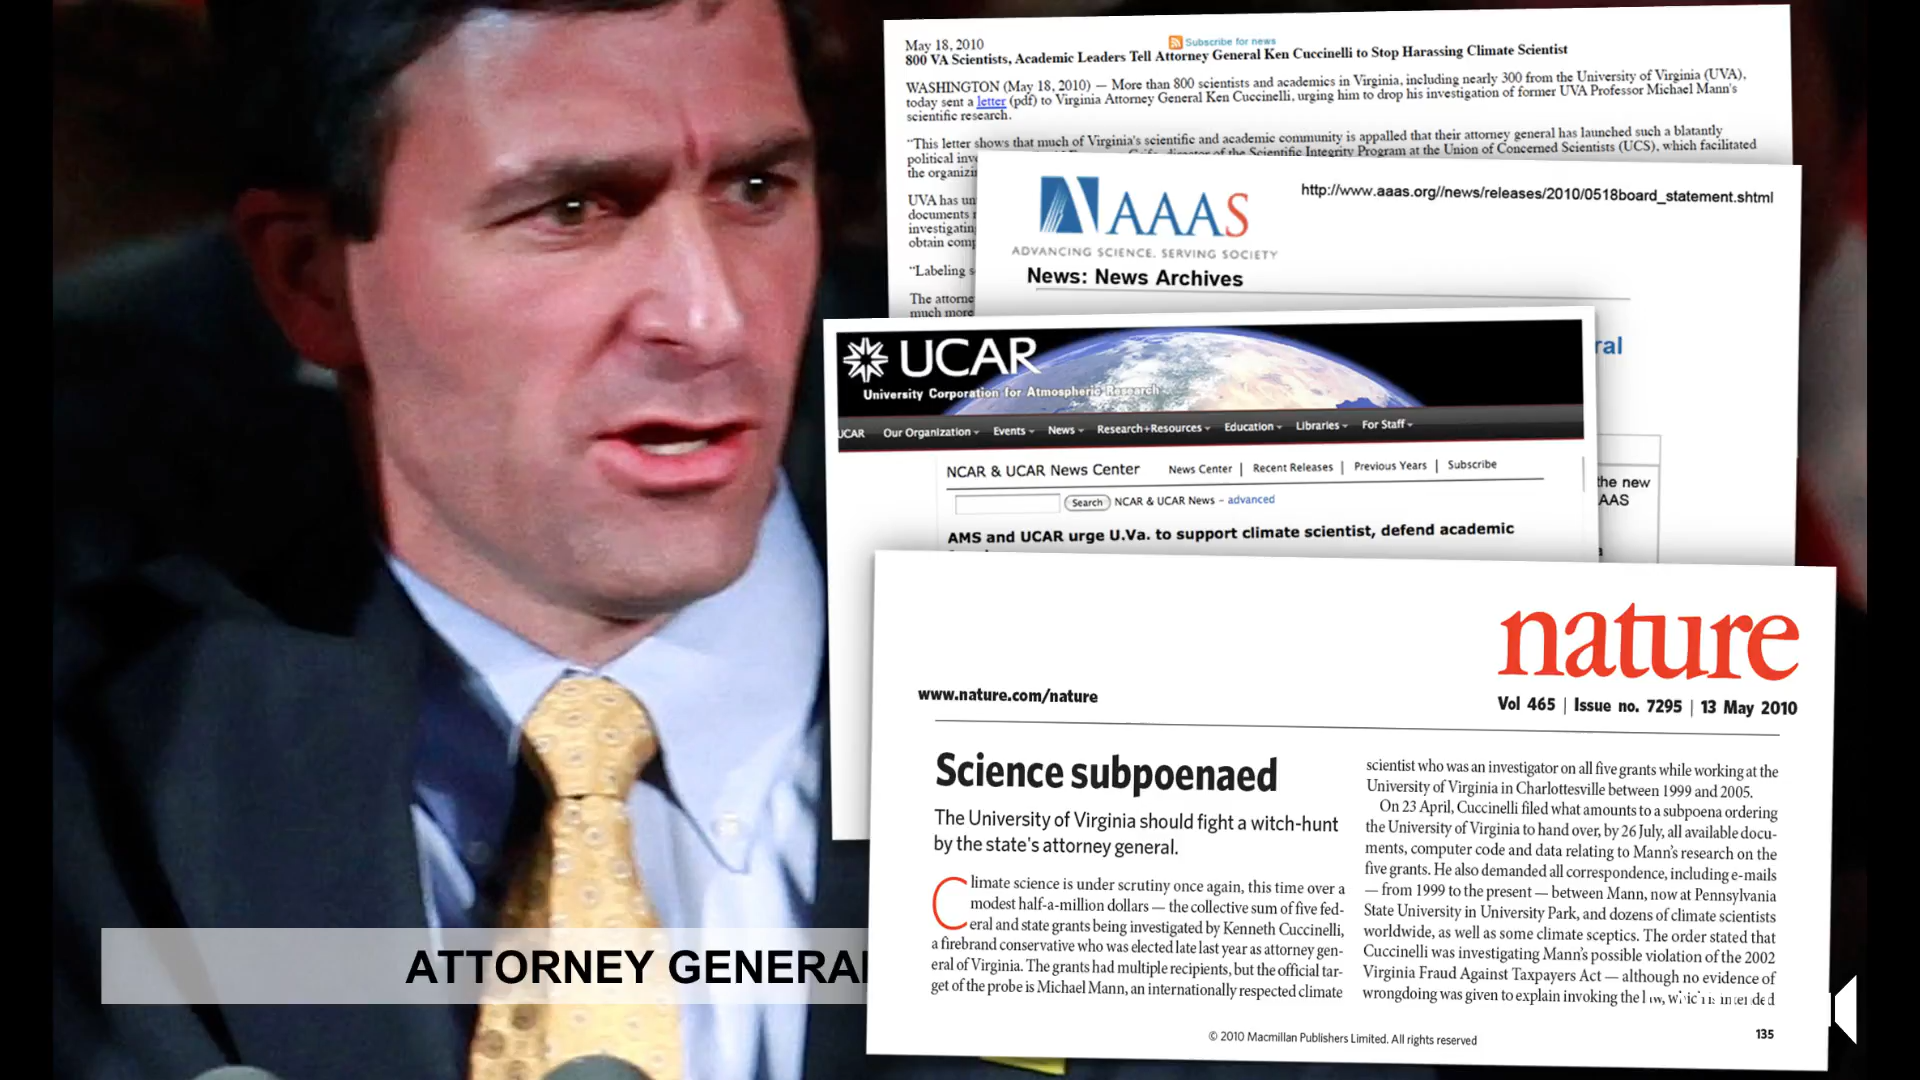 May 18, 2010
Subscribe for news
800 VA Scientists, Academic Leaders Tell Attorney General Ken Cuccinelli to Stop Harassing Climate Scientist
WASHINGTON (May 18, 2010) — More than 800 scientists and academics in Virginia, including nearly 300 from the University of Virginia (UVA),
today sent a letter (pdf) to Virginia Attorney General Ken Cuccinelli, urging him to drop his investigation of former UVA Professor Michael Mann's
scientific research.
"This letter shows that much of Virginia's scientific and academic community is appalled that their attorney general has launched such a blatantly
political director of the Scientific Integrity Program at the Union of Concerned Scientists (UCS), which facilitated
the
UVA has
documents
investigating
obtain
"Labeling
The
much more
AAAS
ADVANCING SCIENCE. SERVING SOCIETY
http://www.aaas.org//news/releases/2010/0518board_statement.shtml
News: News Archives
ral
the new
AAS
UCAR
University Corporation for Atmospheric Research
UCAR Our Organization Events News Research+Resources Education Libraries For Staff
NCAR & UCAR News Center News Center | Recent Releases | Previous Years | Subscribe
Search NCAR & UCAR News – advanced
AMS and UCAR urge U.Va. to support climate scientist, defend academic
nature
www.nature.com/nature
Vol 465 | Issue no. 7295 | 13 May 2010
Science subpoenaed
The University of Virginia should fight a witch-hunt
by the state's attorney general.
Climate science is under scrutiny once again, this time over a
modest half-a-million dollars — the collective sum of five fed-
eral and state grants being investigated by Kenneth Cuccinelli,
a firebrand conservative who was elected late last year as attorney gen-
eral of Virginia. The grants had multiple recipients, but the official tar-
get of the probe is Michael Mann, an internationally respected climate
scientist who was an investigator on all five grants while working at the
University of Virginia in Charlottesville between 1999 and 2005.
On 23 April, Cuccinelli filed what amounts to a subpoena ordering
the University of Virginia to hand over, by 26 July, all available docu-
ments, computer code and data relating to Mann's research on the
five grants. He also demanded all correspondence, including e-mails
— from 1999 to the present — between Mann, now at Pennsylvania
State University in University Park, and dozens of climate scientists
worldwide, as well as some climate sceptics. The order stated that
Cuccinelli was investigating Mann's possible violation of the 2002
Virginia Fraud Against Taxpayers Act — although no evidence of
wrongdoing was given to explain invoking the
© 2010 Macmillan Publishers Limited. All rights reserved
135
ATTORNEY GENERAL